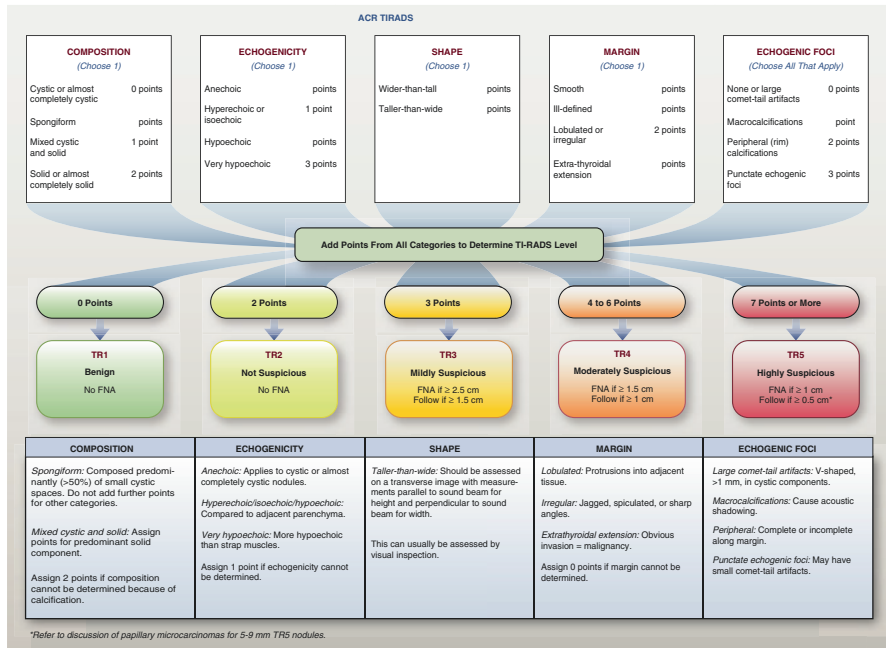 ACR TIRADS
COMPOSITION
(Choose 1)
Cystic or almost 0 points
completely cystic
Spongiform points
Mixed cystic 1 point
and solid
Solid or almost 2 points
completely solid
ECHOGENICITY
(Choose 1)
Anechoic points
Hyperechoic or 1 point
isoechoic
Hypoechoic points
Very hypoechoic 3 points
SHAPE
(Choose 1)
Wider-than-tall points
Taller-than-wide points
MARGIN
(Choose 1)
Smooth points
Ill-defined points
Lobulated or 2 points
irregular
Extra-thyroidal points
extension
ECHOGENIC FOCI
(Choose All That Apply)
None or large 0 points
comet-tail artifacts
Macrocalcifications point
Peripheral (rim) 2 points
calcifications
Punctate echogenic 3 points
foci
Add Points From All Categories to Determine TI-RADS Level
0 Points
2 Points
3 Points
4 to 6 Points
7 Points or More
TR1
Benign
No FNA
TR2
Not Suspicious
No FNA
TR3
Mildly Suspicious
FNA if ≥ 2.5 cm
Follow if ≥ 1.5 cm
TR4
Moderately Suspicious
FNA if ≥ 1.5 cm
Follow if ≥ 1 cm
TR5
Highly Suspicious
FNA if ≥ 1 cm
Follow if ≥ 0.5 cm*
COMPOSITION
Spongiform: Composed predomi-
nantly (>50%) of small cystic
spaces. Do not add further points
for other categories.
Mixed cystic and solid: Assign
points for predominant solid
component.
Assign 2 points if composition
cannot be determined because of
calcification.
ECHOGENICITY
Anechoic: Applies to cystic or almost
completely cystic nodules.
Hyperechoic/isoechoic/hypoechoic:
Compared to adjacent parenchyma.
Very hypoechoic: More hypoechoic
than strap muscles.
Assign 1 point if echogenicity cannot
be determined.
SHAPE
Taller-than-wide: Should be assessed
on a transverse image with measure-
ments parallel to sound beam for
height and perpendicular to sound
beam for width.
This can usually be assessed by
visual inspection.
MARGIN
Lobulated: Protrusions into adjacent
tissue.
Irregular: Jagged, spiculated, or sharp
angles.
Extrathyroidal extension: Obvious
invasion = malignancy.
Assign 0 points if margin cannot be
determined.
ECHOGENIC FOCI
Large comet-tail artifacts: V-shaped,
>1 mm, in cystic components.
Macrocalcifications: Cause acoustic
shadowing.
Peripheral: Complete or incomplete
along margin.
Punctate echogenic foci: May have
small comet-tail artifacts.
*Refer to discussion of papillary microcarcinomas for 5-9 mm TR5 nodules.